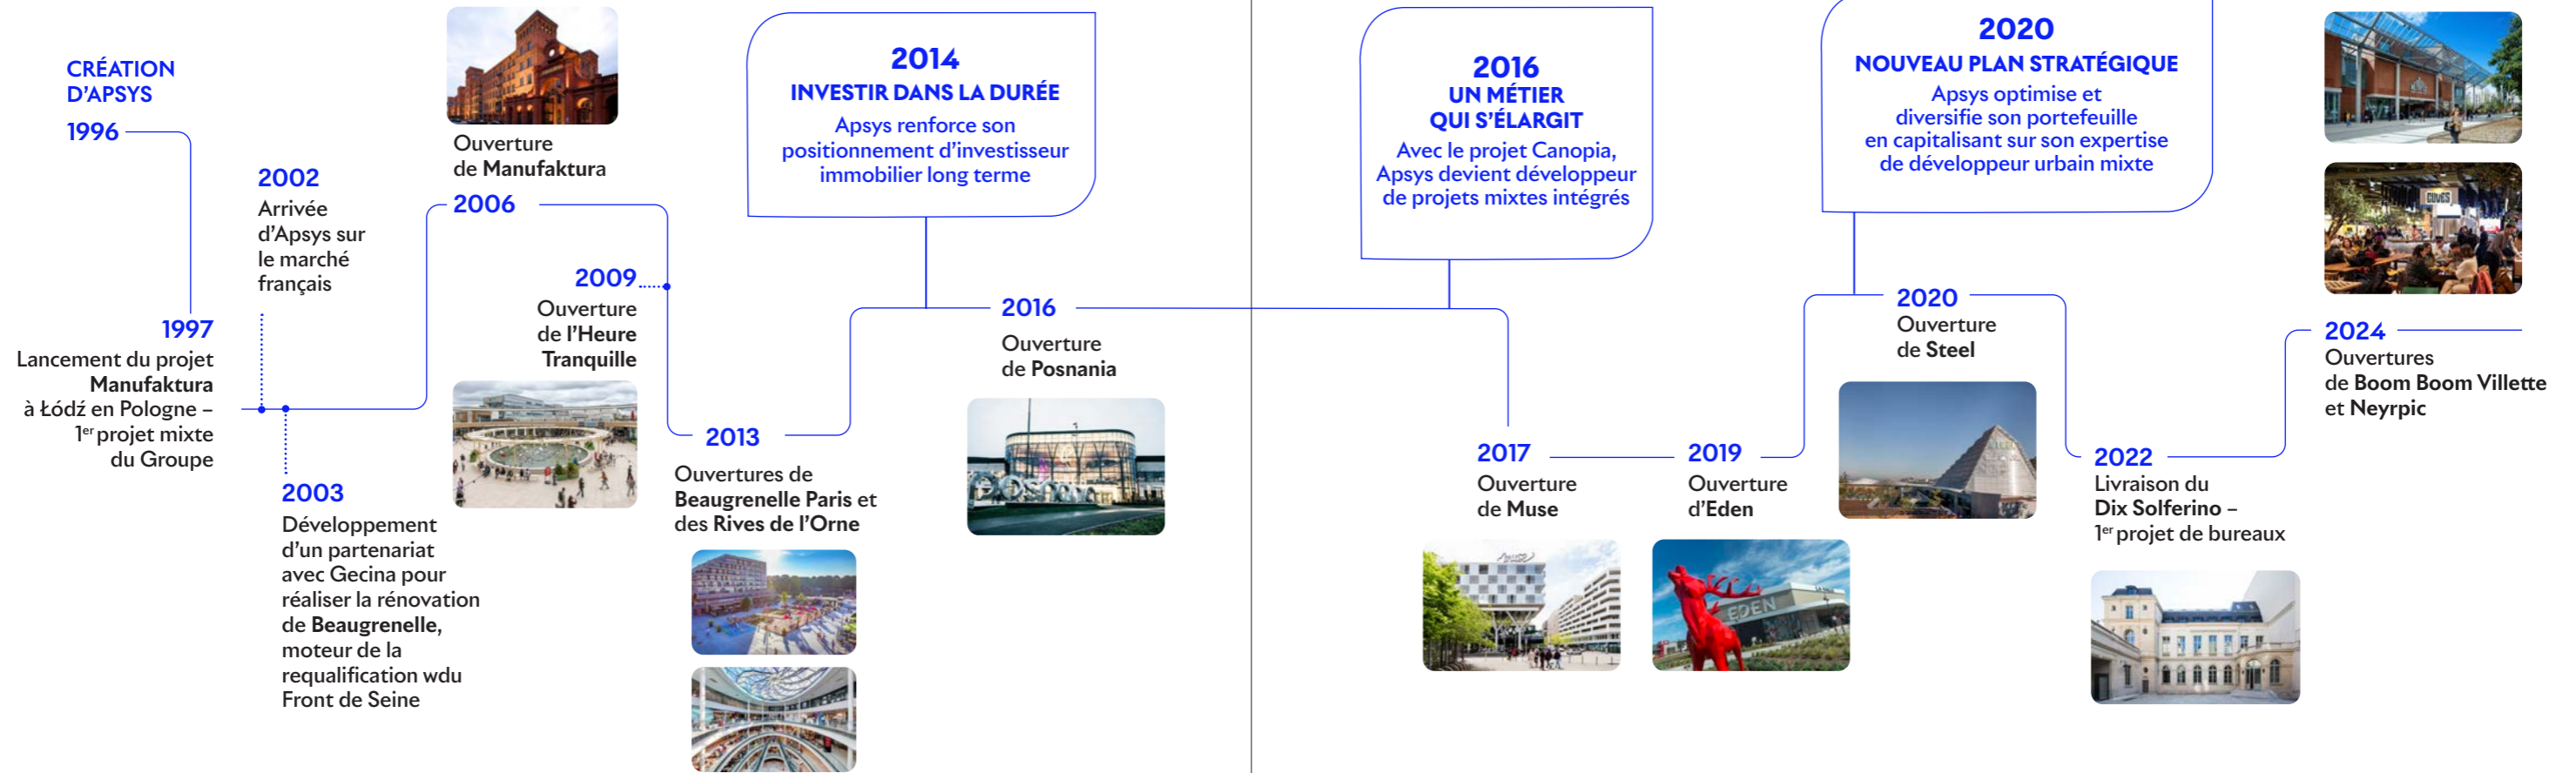 CRÉATION
D’APSYS
1996
1997
Lancement du projet
Manufaktura
à Łódź en Pologne –
1er projet mixte
du Groupe
2002
Arrivée
d’Apsys sur
le marché
français
2003
Développement
d’un partenariat
avec Gecina pour
réaliser la rénovation
de Beaugrenelle,
moteur de la
requalification wdu
Front de Seine
Ouverture
de Manufaktura
2006
2009
Ouverture
de l’Heure
Tranquille
2013
Ouvertures de
Beaugrenelle Paris et
des Rives de l’Orne
2014
INVESTIR DANS LA DURÉE
Apsys renforce son
positionnement d’investisseur
immobilier long terme
2016
Ouverture
de Posnania
2016
UN MÉTIER
QUI S’ÉLARGIT
Avec le projet Canopia,
Apsys devient développeur
de projets mixtes intégrés
2017
Ouverture
de Muse
2019
Ouverture
d’Eden
EDEN
2020
NOUVEAU PLAN STRATÉGIQUE
Apsys optimise et
diversifie son portefeuille
en capitalisant sur son expertise
de développeur urbain mixte
2020
Ouverture
de Steel
2022
Livraison du
Dix Solferino –
1er projet de bureaux
2024
Ouvertures
de Boom Boom Villette
et Neyrpic